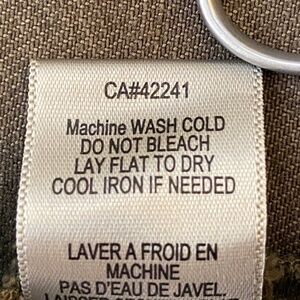 CA#42241
Machine WASH COLD
DO NOT BLEACH
LAY FLAT TO DRY
COOL IRON IF NEEDED
LAVER A FROID EN
MACHINE
PAS D'EAU DE JAVEL.